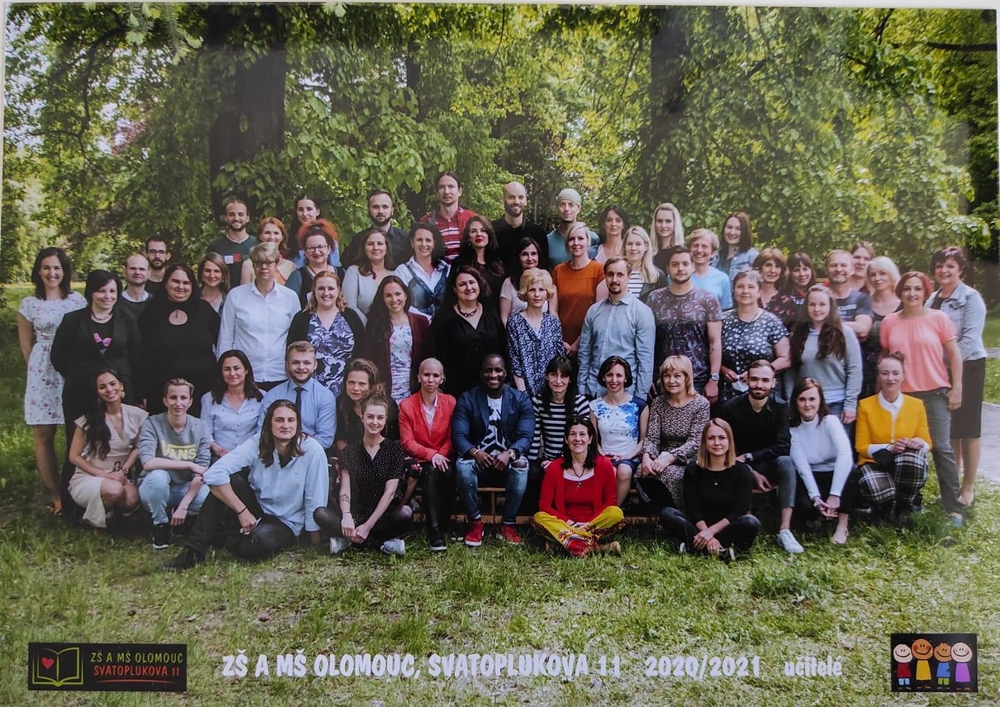 VANS
ZŠ A MŠ OLOMOUC
SVATOPLUKOVA 11
ZŠ A MŠ OLOMOUC, SVATOPLUKOVA 11 2020/2021 učitelé